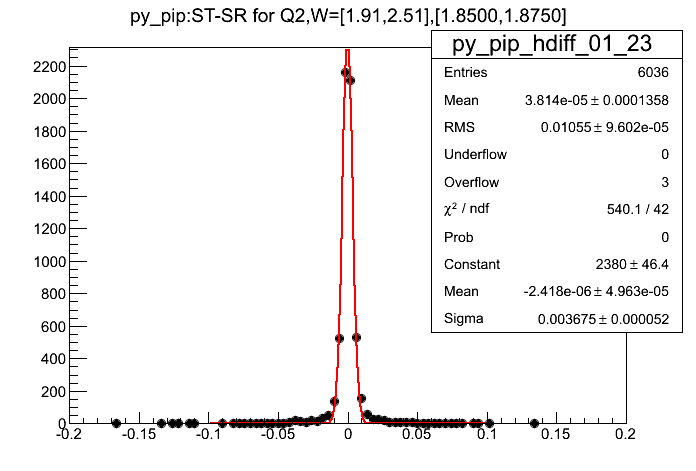 py_pip:ST-SR for Q2,W=[1.91,2.51],[1.8500,1.8750]
py_pip_hdiff_01_23
Entries 6036
Mean 3.814e-05 ± 0.0001358
RMS 0.01055 ± 9.602e-05
Underflow 0
Overflow 3
χ² / ndf 540.1 / 42
Prob 0
Constant 2380 ± 46.4
Mean -2.418e-06 ± 4.963e-05
Sigma 0.003675 ± 0.000052
2200
2000
1800
1600
1400
1200
1000
800
600
400
200
0
-0.2 -0.15 -0.1 -0.05 0 0.05 0.1 0.15 0.2